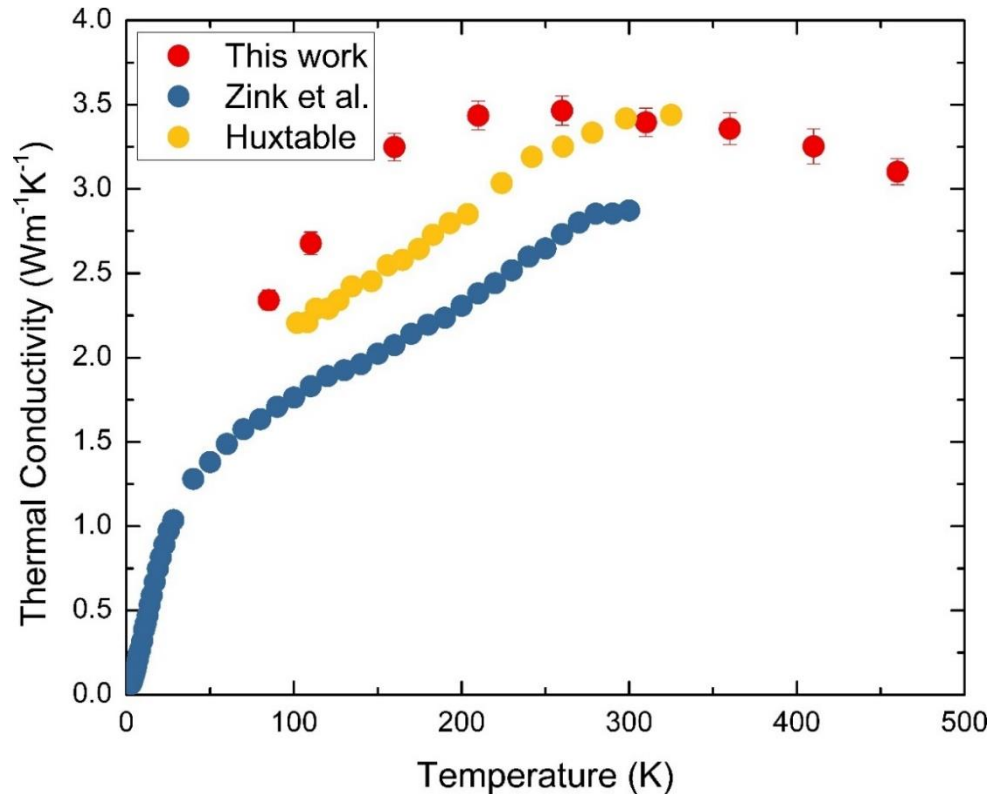 4.0
3.5
3.0
2.5
2.0
1.5
1.0
0.5
0.0
Thermal Conductivity (Wm⁻¹K⁻¹)
This work
Zink et al.
Huxtable
0 100 200 300 400 500
Temperature (K)